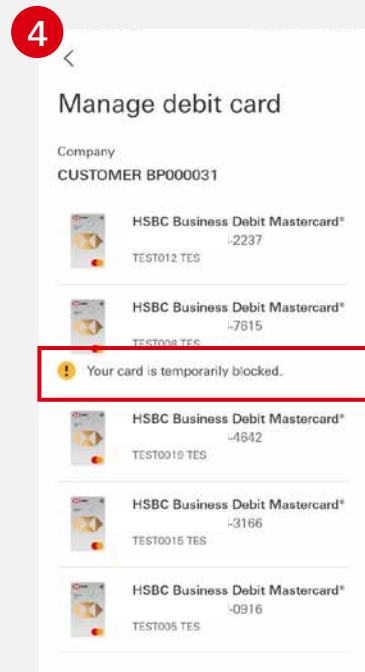 4
Manage debit card
Company
CUSTOMER BP000031
HSBC Business Debit Mastercard®
-2237
TEST012 TES
HSBC Business Debit Mastercard®
-7615
TEST008 TES
Your card is temporarily blocked.
HSBC Business Debit Mastercard®
-4642
TEST0019 TES
HSBC Business Debit Mastercard®
-3166
TEST0015 TES
HSBC Business Debit Mastercard®
-0916
TEST005 TES